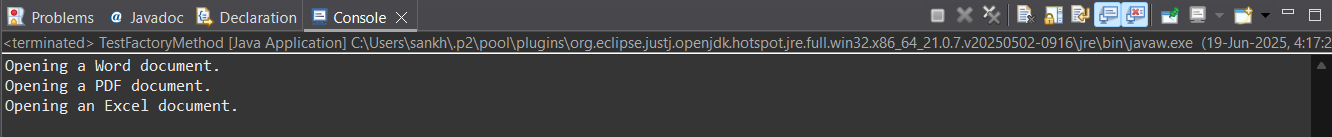 Problems @ Javadoc Declaration Console
<terminated> TestFactoryMethod [Java Application] C:\Users\sankh\.p2\pool\plugins\org.eclipse.justj.openjdk.hotspot.jre.full.win32.x86_64_21.0.7.v20250502-0916\jre\bin\javaw.exe (19-Jun-2025, 4:17:2
Opening a Word document.
Opening a PDF document.
Opening an Excel document.